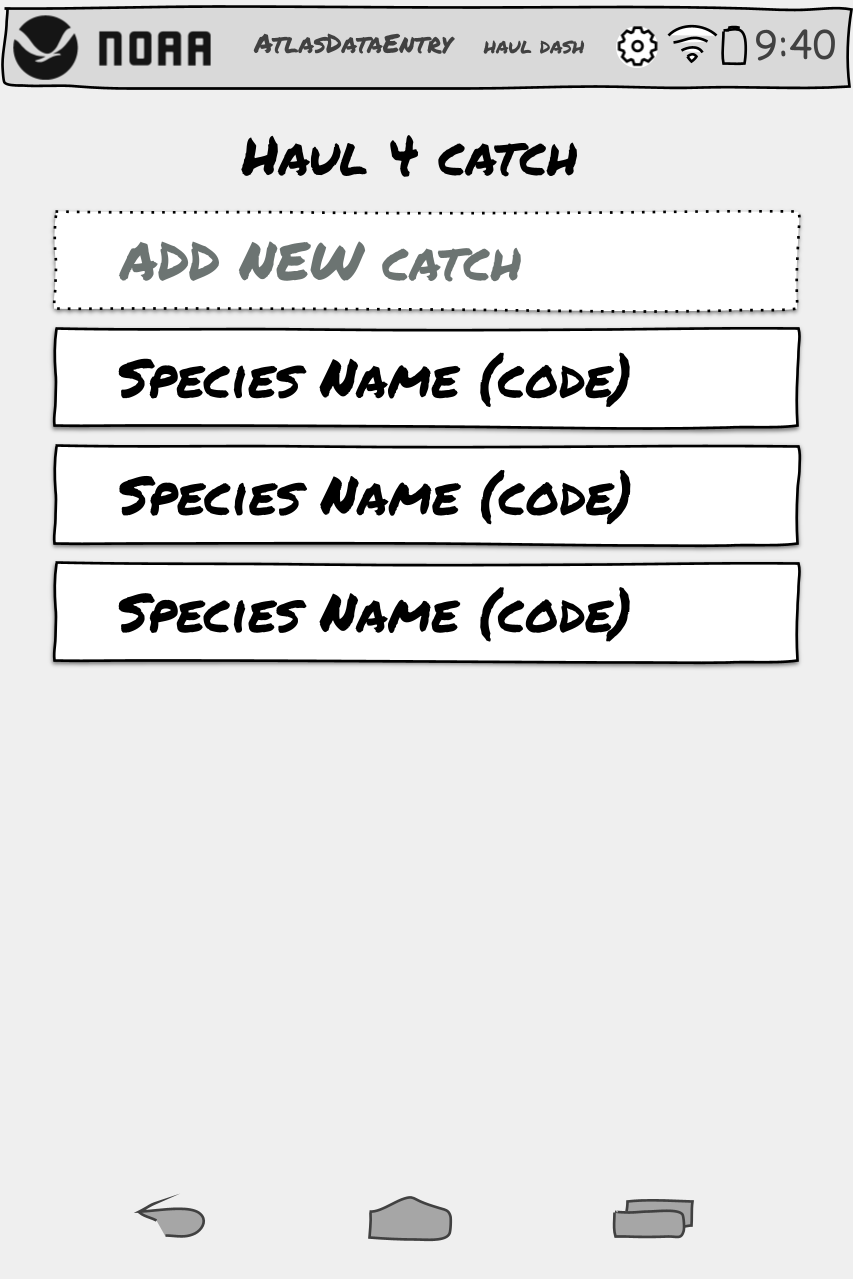 NOAA AtlasDataEntry haul dash 9:40
Haul 4 catch
ADD NEW catch
Species Name (code)
Species Name (code)
Species Name (code)